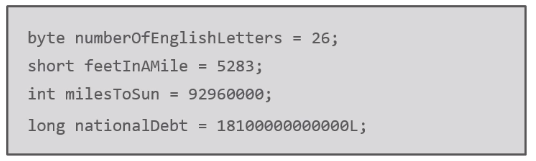 byte numberOfEnglishLetters = 26;
short feetInAMile = 5283;
int milesToSun = 92960000;
long nationalDebt = 18100000000000L;